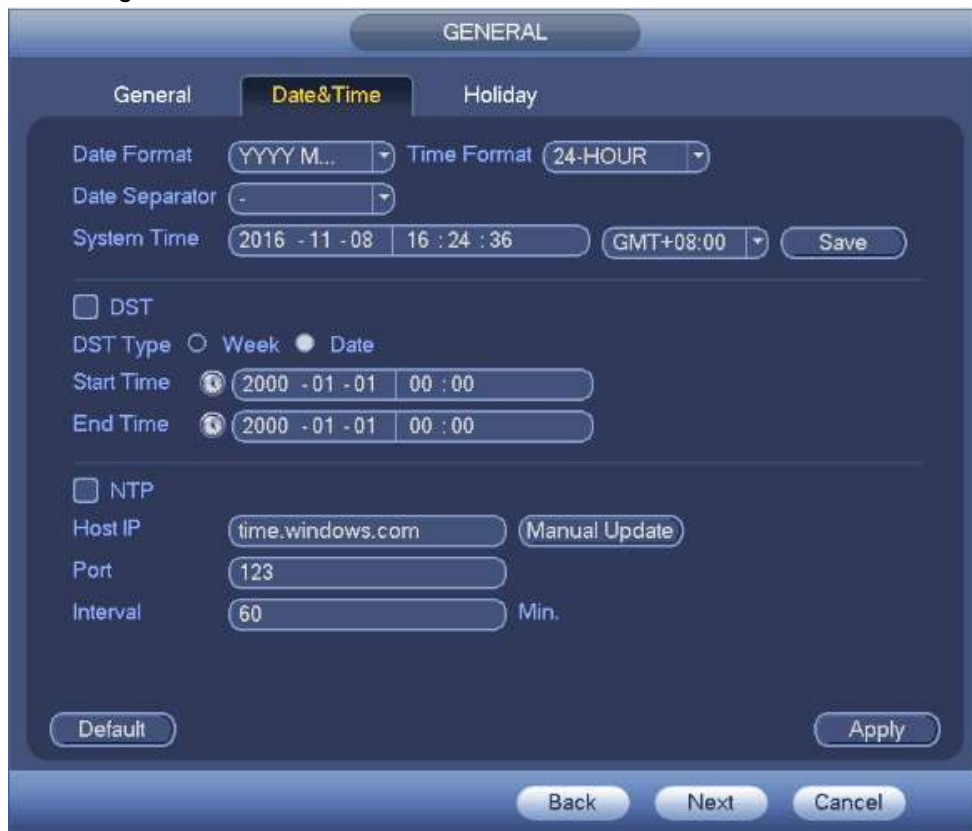 GENERAL
General Date&Time Holiday
Date Format YYYY M... Time Format 24-HOUR
Date Separator -
System Time 2016 - 11 - 08 16 : 24 : 36 GMT+08:00 Save
DST
DST Type Week Date
Start Time 2000 - 01 - 01 00 : 00
End Time 2000 - 01 - 01 00 : 00
NTP
Host IP time.windows.com Manual Update
Port 123
Interval 60 Min.
Default Apply
Back Next Cancel